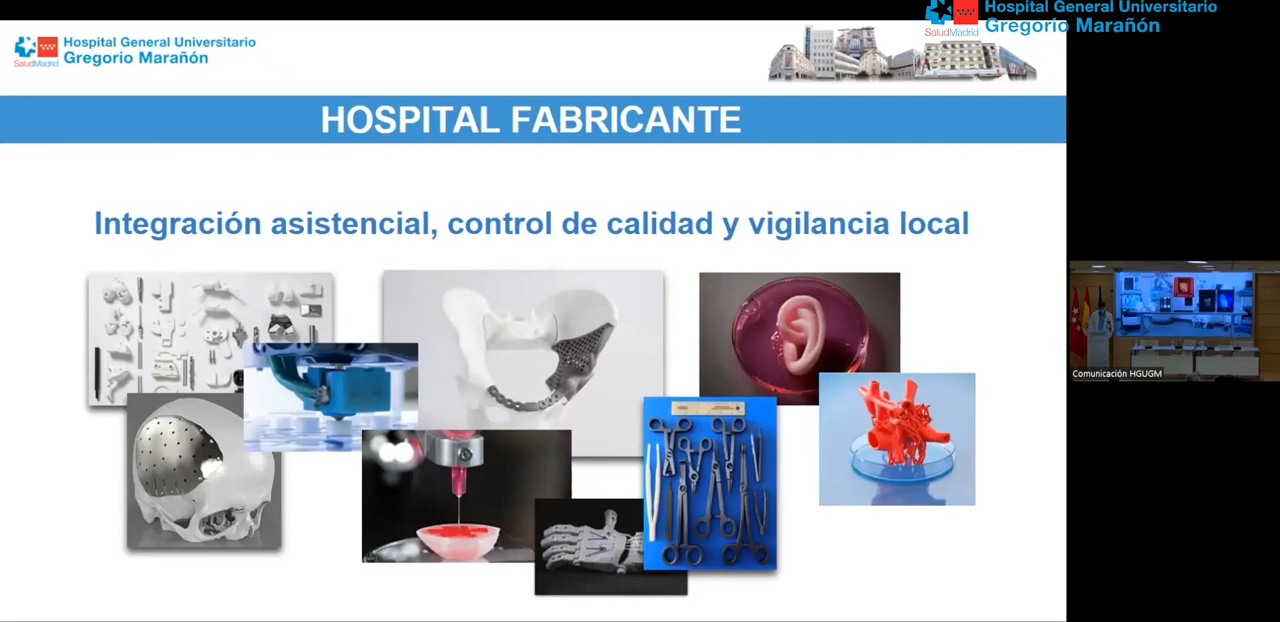 Hospital General Universitario
Gregorio Marañón
SaludMadrid
Hospital General Universitario
Gregorio Marañón
SaludMadrid
HOSPITAL FABRICANTE
Integración asistencial, control de calidad y vigilancia local
Comunicación HGUGM